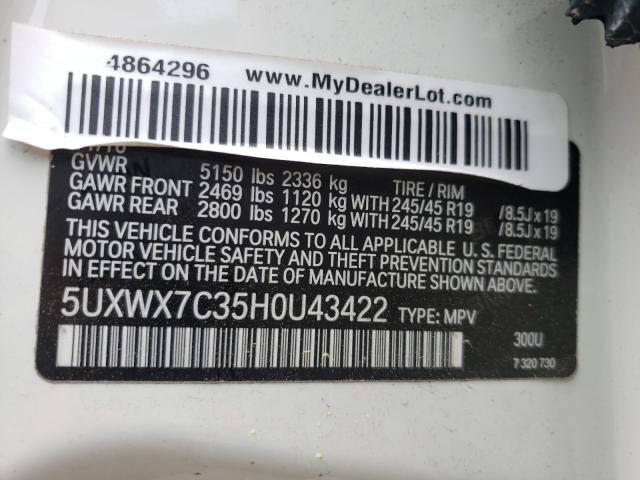 4864296
www.MyDealerLot.com
GVWR 5150 lbs 2336 kg TIRE / RIM
GAWR FRONT 2469 lbs 1120 kg WITH 245/45 R19 /8.5J x 19
GAWR REAR 2800 lbs 1270 kg WITH 245/45 R19 /8.5J x 19
THIS VEHICLE CONFORMS TO ALL APPLICABLE U. S. FEDERAL
MOTOR VEHICLE SAFETY AND THEFT PREVENTION STANDARDS
IN EFFECT ON THE DATE OF MANUFACTURE SHOWN ABOVE.
5UXWX7C35H0U43422 TYPE: MPV
300U
7 320 730